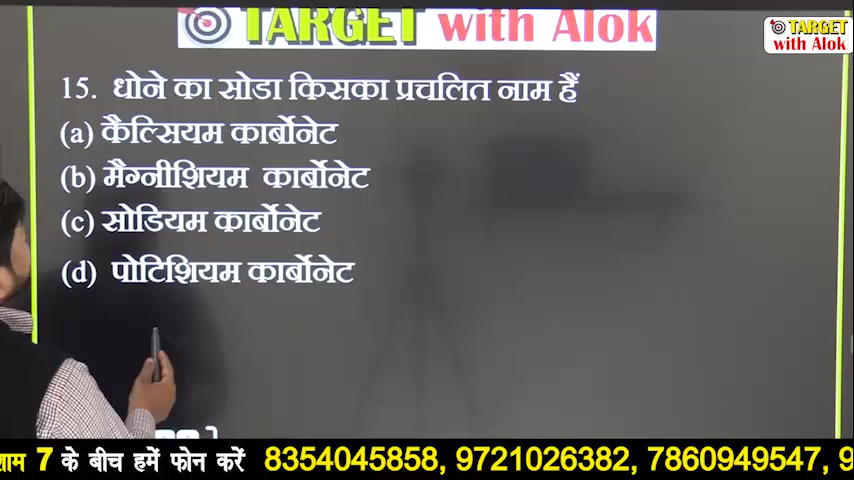 TARGET with Alok
TARGET
with Alok
15. धोने का सोडा किसका प्रचलित नाम हैं
(a) कैल्सियम कार्बोनेट
(b) मैग्नीशियम कार्बोनेट
(c) सोडियम कार्बोनेट
(d) पोटिशियम कार्बोनेट
शाम 7 के बीच हमें फोन करें 8354045858, 9721026382, 7860949547, 9